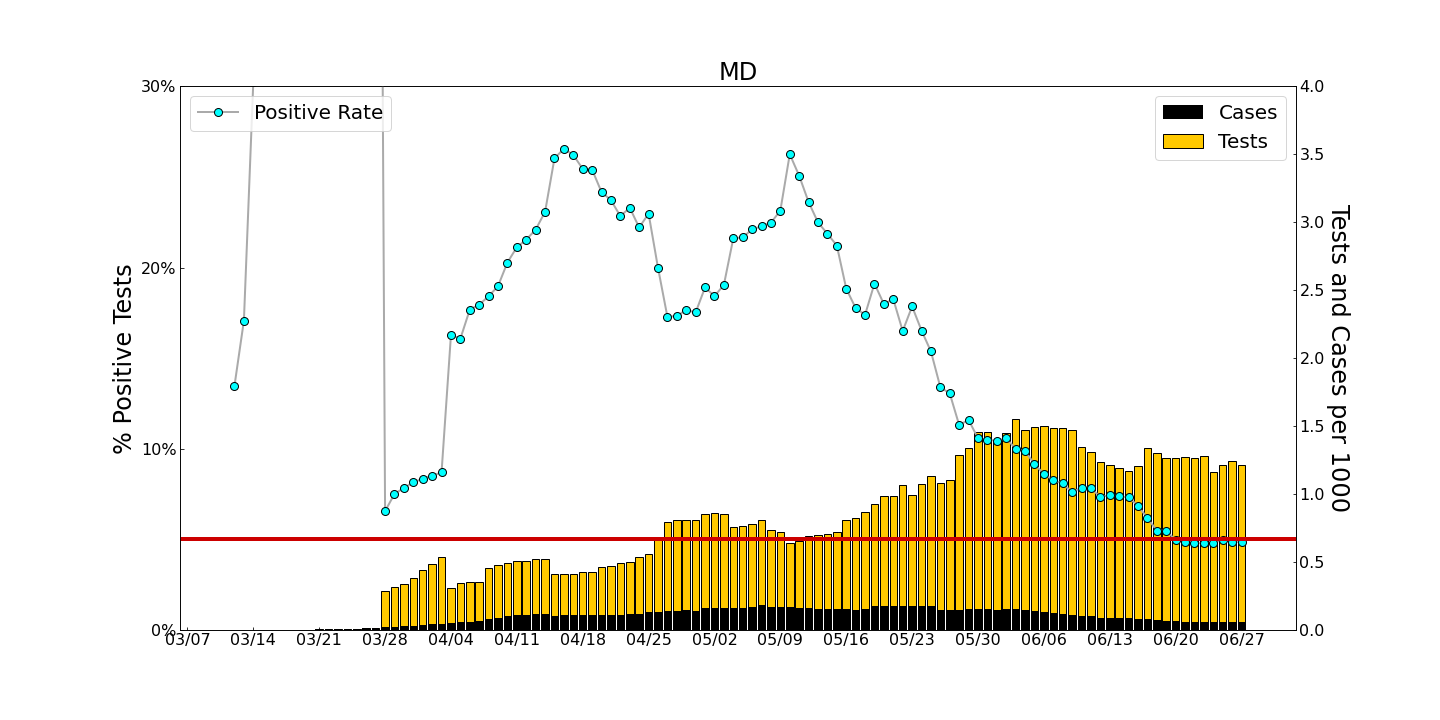 MD
Positive Rate
Cases
Tests
% Positive Tests
30%
20%
10%
0%
Tests and Cases per 1000
4.0
3.5
3.0
2.5
2.0
1.5
1.0
0.5
0.0
03/07 03/14 03/21 03/28 04/04 04/11 04/18 04/25 05/02 05/09 05/16 05/23 05/30 06/06 06/13 06/20 06/27